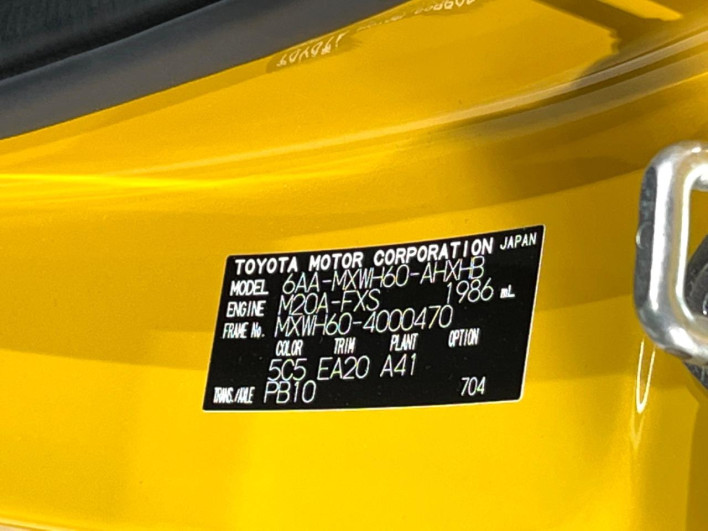 TOYOTA MOTOR CORPORATION JAPAN
MODEL 6AA-MXWH60-AHXHB
ENGINE M20A-FXS 1986 mL
FRAME No. MXWH60-4000470
COLOR TRIM PLANT OPTION
5C5 EA20 A41
TRANS./AXLE PB10 704